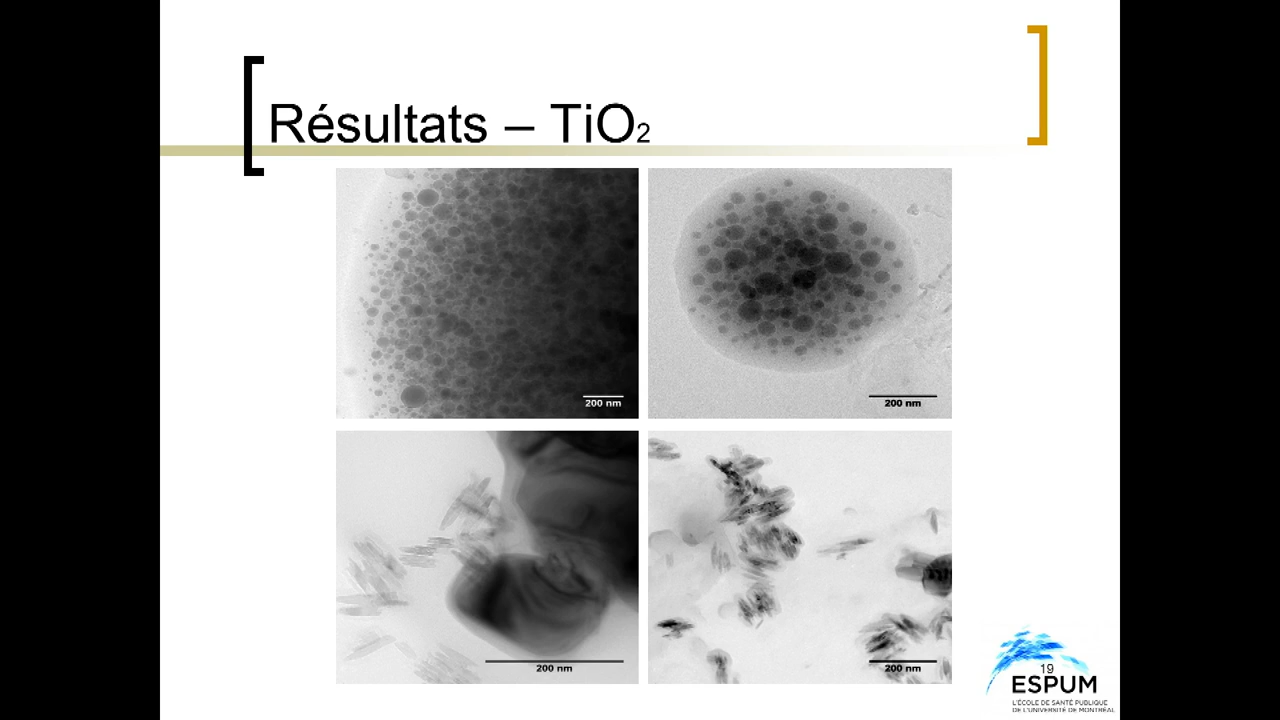 Résultats – TiO₂
200 nm
200 nm
200 nm
200 nm
19
ESPUM
L'ÉCOLE DE SANTÉ PUBLIQUE
DE L'UNIVERSITÉ DE MONTRÉAL